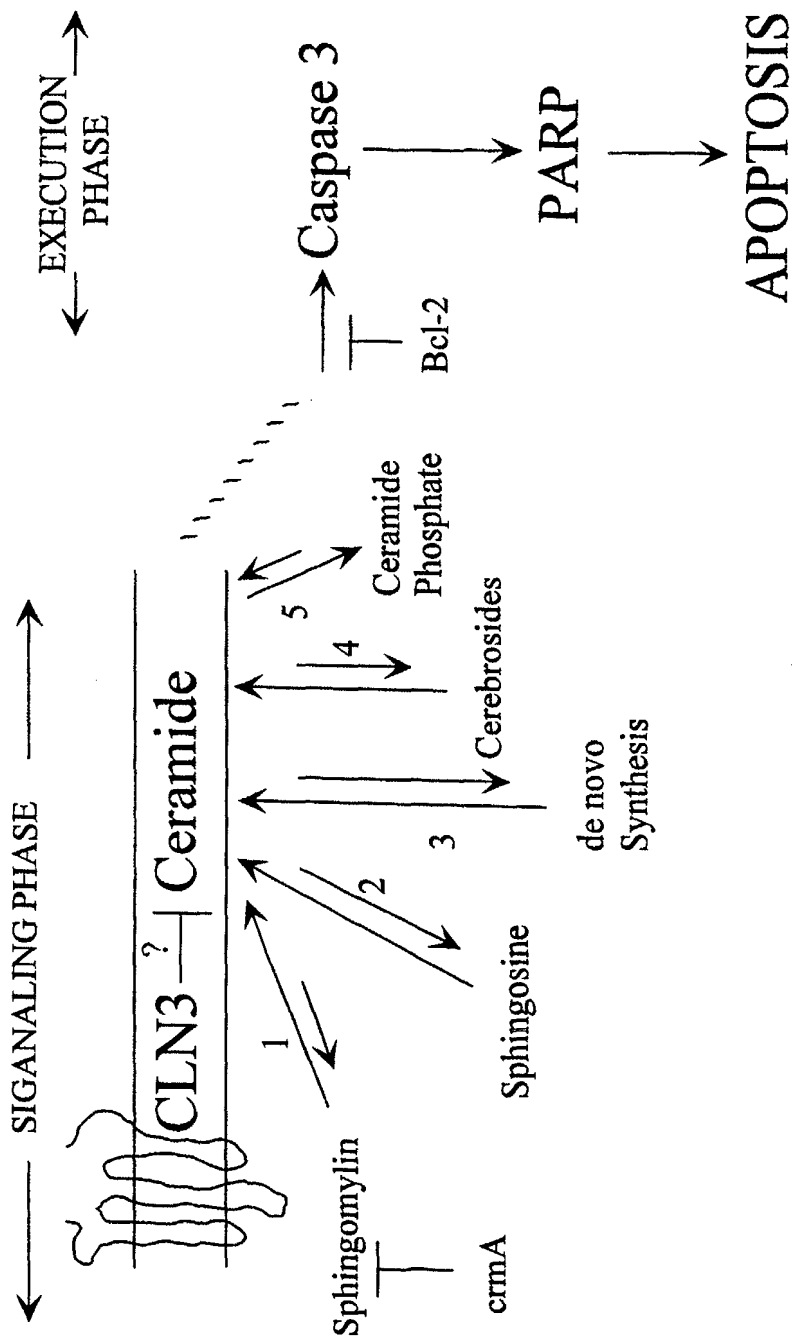 SIGANALING PHASE
EXECUTION
PHASE
CLN3
?
Ceramide
Caspase 3
1
2
3
4
5
Sphingomylin
crmA
Sphingosine
de novo
Synthesis
Cerebrosides
Ceramide
Phosphate
Bcl-2
PARP
APOPTOSIS